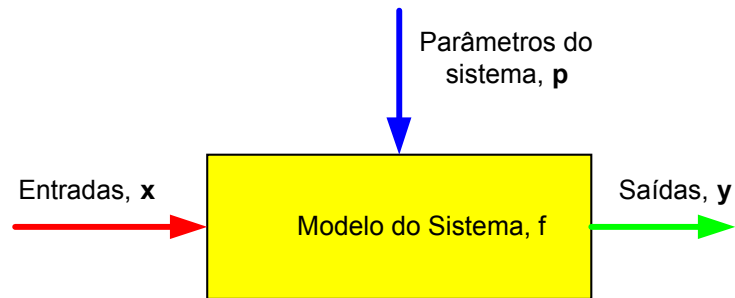 Parâmetros do
sistema, p
Entradas, x
Saídas, y
Modelo do Sistema, f